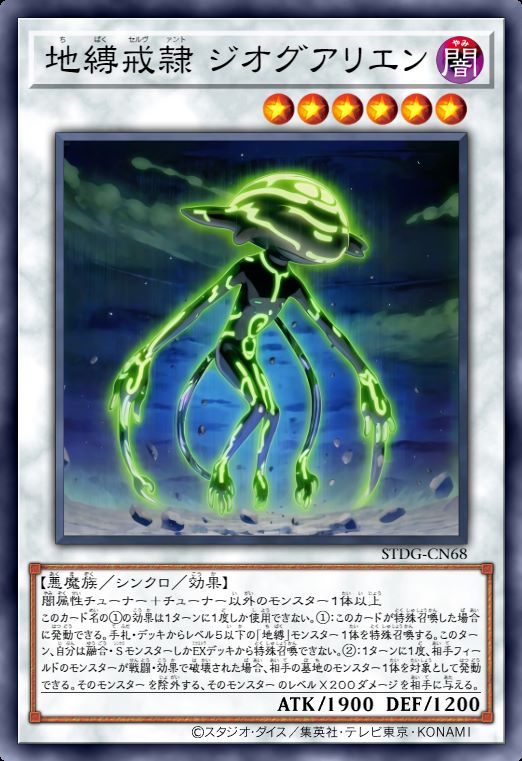 地縛戒隷 ジオグアリエン
闇
STDG-CN68
【悪魔族／シンクロ／効果】
闇属性チューナー＋チューナー以外のモンスター1体以上
このカード名の①の効果は1ターンに1度しか使用できない。①：このカードが特殊召喚した場合
に発動できる。手札・デッキからレベル５以下の「地縛」モンスター１体を特殊召喚する。このター
ン、自分は融合・ＳモンスターしかEXデッキから特殊召喚できない。②：１ターンに１度、相手フィ
ールドのモンスターが戦闘・効果で破壊された場合、相手の墓地のモンスター１体を対象として発動
できる。そのモンスターを除外する、そのモンスターのレベルＸ２００ダメージを相手に与える。
ATK/1900 DEF/1200
©スタジオ・ダイス／集英社・テレビ東京・KONAMI